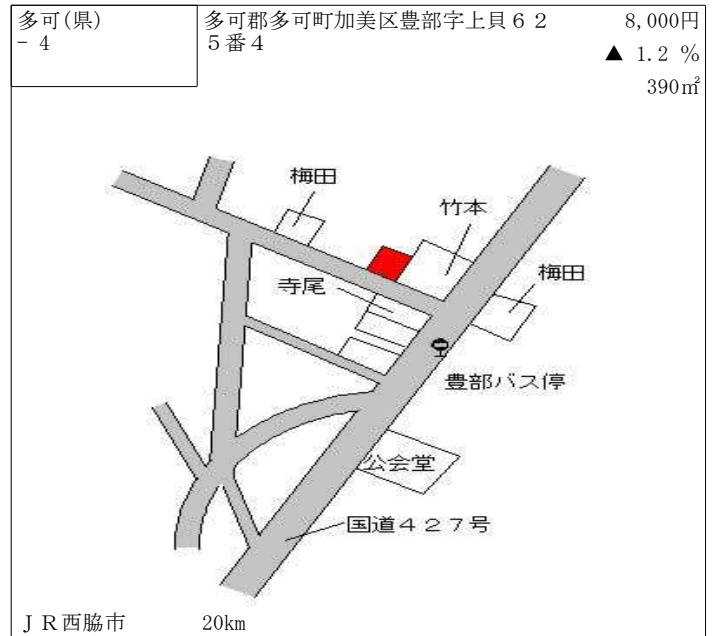 多可(県)
- 4
多可郡多可町加美区豊部字上貝６２
５番４
8,000円
▲ 1.2 %
390㎡
梅田
竹本
寺尾
梅田
豊部バス停
公会堂
国道４２７号
ＪＲ西脇市 20km